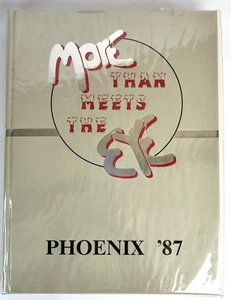 MORE
THAN
MEETS
THE EYE
PHOENIX '87